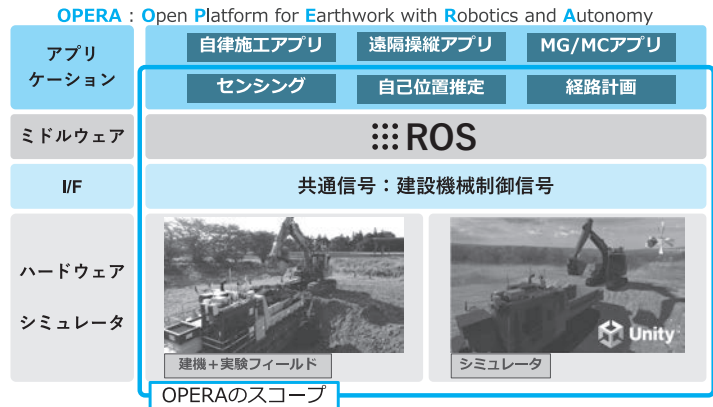 OPERA : Open Platform for Earthwork with Robotics and Autonomy
アプリ
ケーション
自律施工アプリ
遠隔操縦アプリ
MG/MCアプリ
センシング
自己位置推定
経路計画
ミドルウェア
ROS
I/F
共通信号：建設機械制御信号
ハードウェア
シミュレータ
Unity
建機＋実験フィールド
シミュレータ
OPERAのスコープ